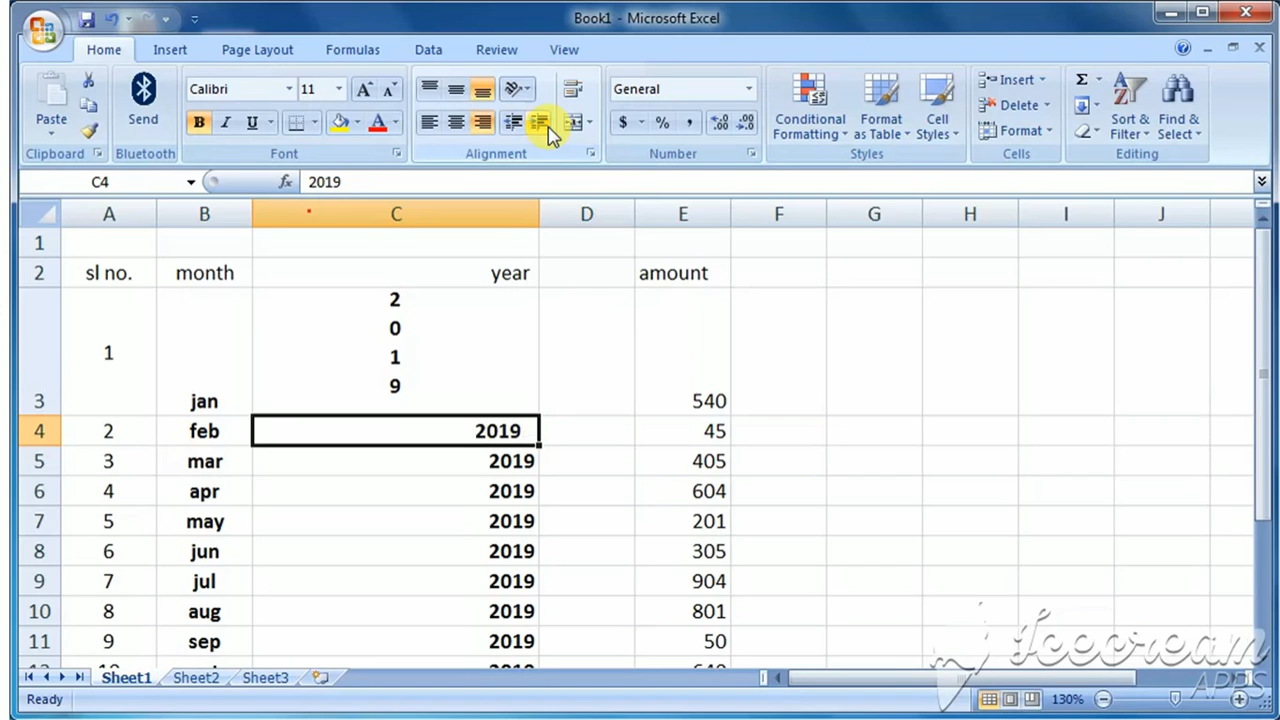 Book1 - Microsoft Excel
Home Insert Page Layout Formulas Data Review View
Paste
Send
Calibri 11 A A
B I U A
General
$ % , .00 .00
Conditional Formatting
Format as Table
Cell Styles
Insert
Delete
Format
Σ
Sort & Filter
Find & Select
Clipboard Bluetooth Font Alignment Number Styles Cells Editing
C4 fx 2019
A B C D E F G H I J
1
2 sl no. month year amount
2
0
1
9
1
3 jan 540
4 2 feb 2019 45
5 3 mar 2019 405
6 4 apr 2019 604
7 5 may 2019 201
8 6 jun 2019 305
9 7 jul 2019 904
10 8 aug 2019 801
11 9 sep 2019 50
Icecream
APPS
Sheet1 Sheet2 Sheet3
Ready 130%